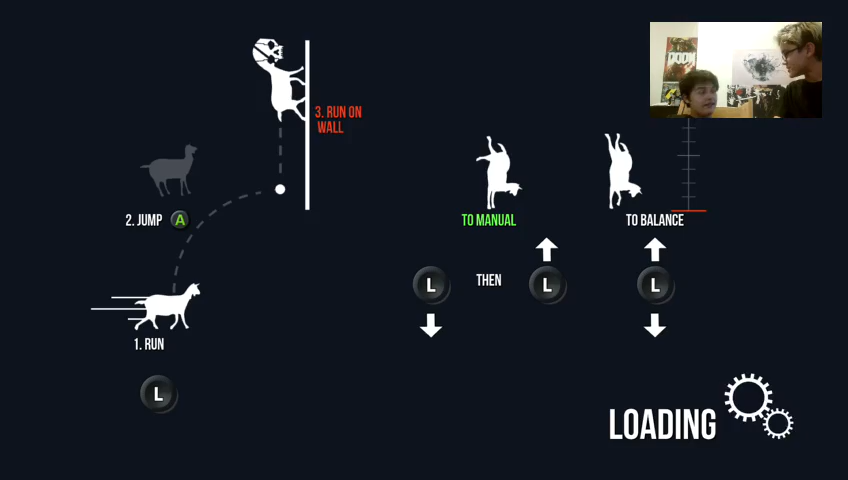 3. RUN ON
WALL
2. JUMP A
TO MANUAL
TO BALANCE
L
THEN
L
L
1. RUN
L
LOADING
DOOM